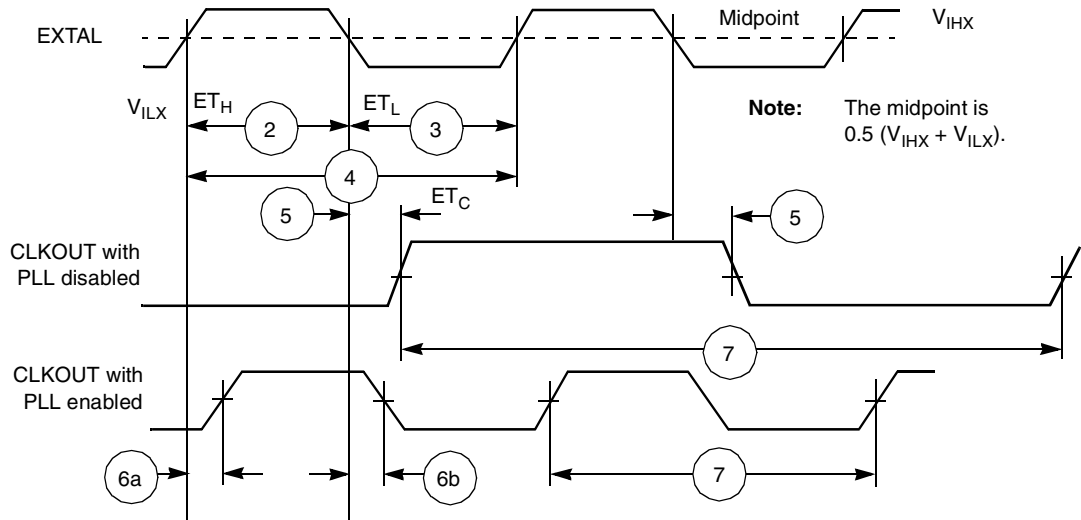 Midpoint
V_IHX
EXTAL
V_ILX
ET_H
2
ET_L
3
Note: The midpoint is
0.5 (V_IHX + V_ILX).
4
5
ET_C
5
CLKOUT with
PLL disabled
7
CLKOUT with
PLL enabled
6a
6b
7